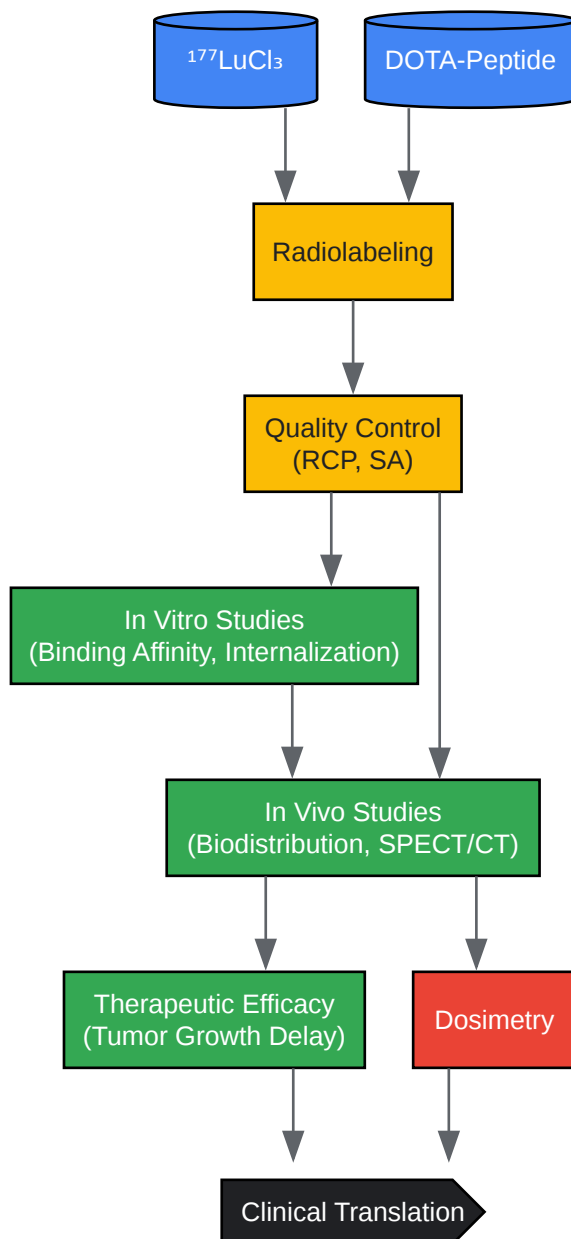 ¹⁷⁷LuCl₃
DOTA-Peptide
Radiolabeling
Quality Control
(RCP, SA)
In Vitro Studies
(Binding Affinity, Internalization)
In Vivo Studies
(Biodistribution, SPECT/CT)
Therapeutic Efficacy
(Tumor Growth Delay)
Dosimetry
Clinical Translation